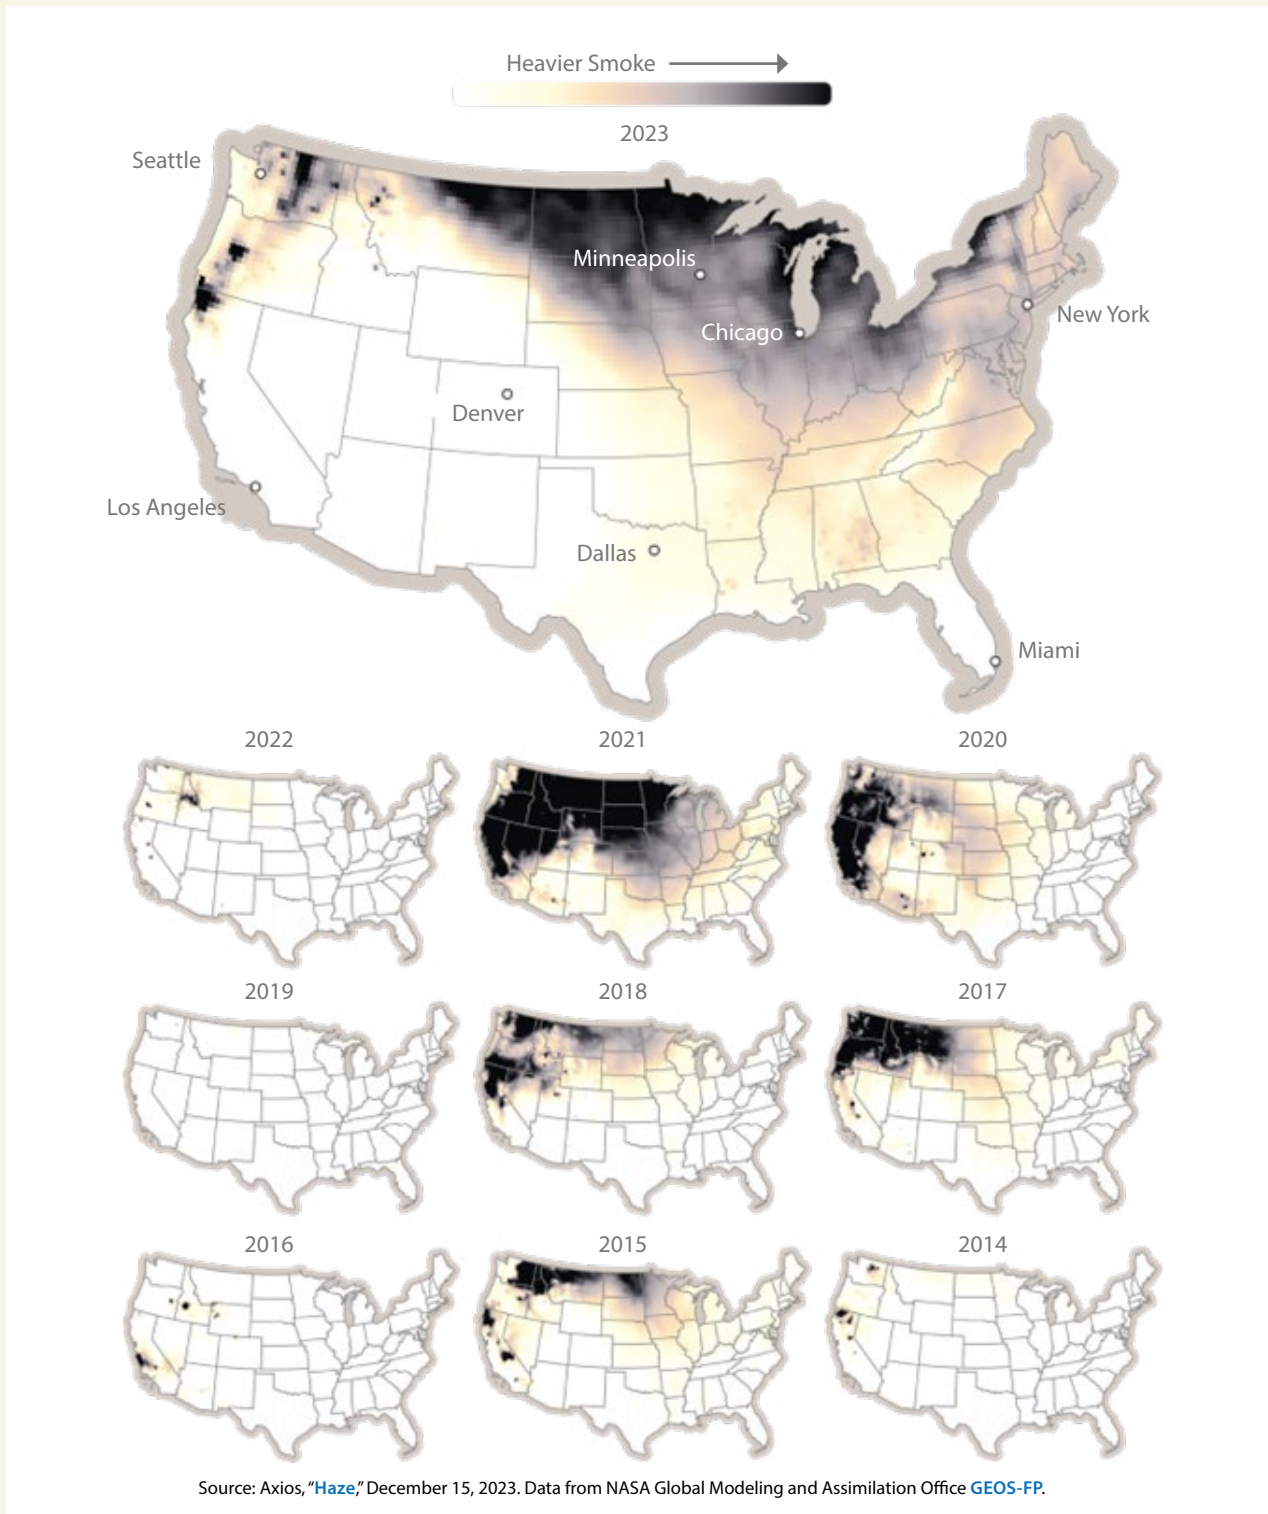 Heavier Smoke
2023
Seattle
Minneapolis
New York
Chicago
Denver
Los Angeles
Dallas
Miami
2022
2021
2020
2019
2018
2017
2016
2015
2014
Source: Axios, “Haze,” December 15, 2023. Data from NASA Global Modeling and Assimilation Office GEOS-FP.